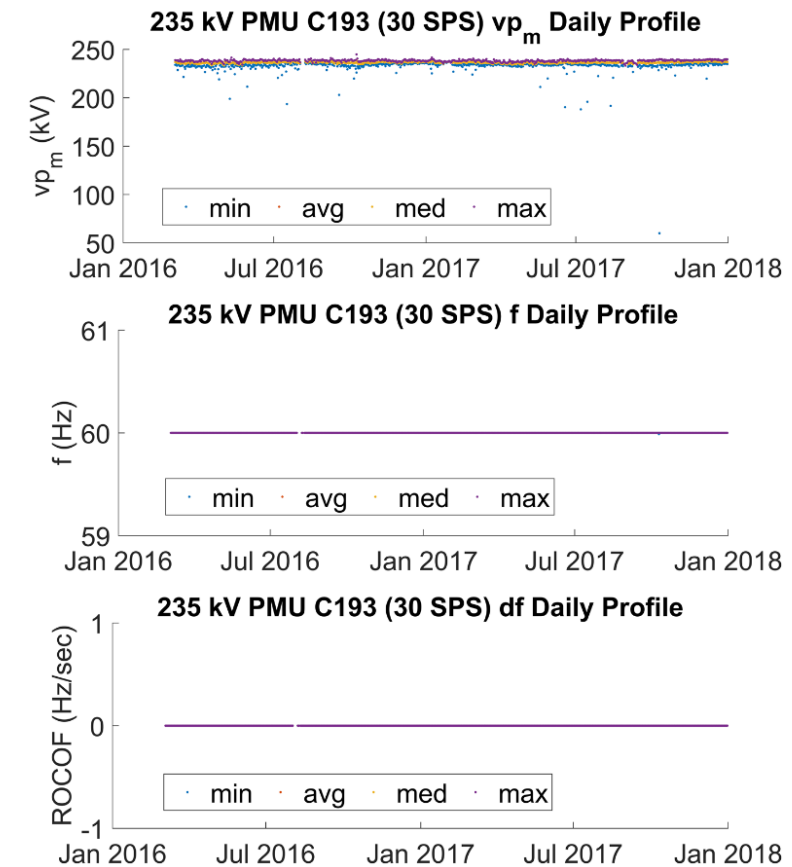 235 kV PMU C193 (30 SPS) vpm Daily Profile
250
200
150
100
50
vpm (kV)
min avg med max
Jan 2016 Jul 2016 Jan 2017 Jul 2017 Jan 2018
235 kV PMU C193 (30 SPS) f Daily Profile
61
60
59
f (Hz)
min avg med max
Jan 2016 Jul 2016 Jan 2017 Jul 2017 Jan 2018
235 kV PMU C193 (30 SPS) df Daily Profile
1
0
-1
ROCOF (Hz/sec)
min avg med max
Jan 2016 Jul 2016 Jan 2017 Jul 2017 Jan 2018